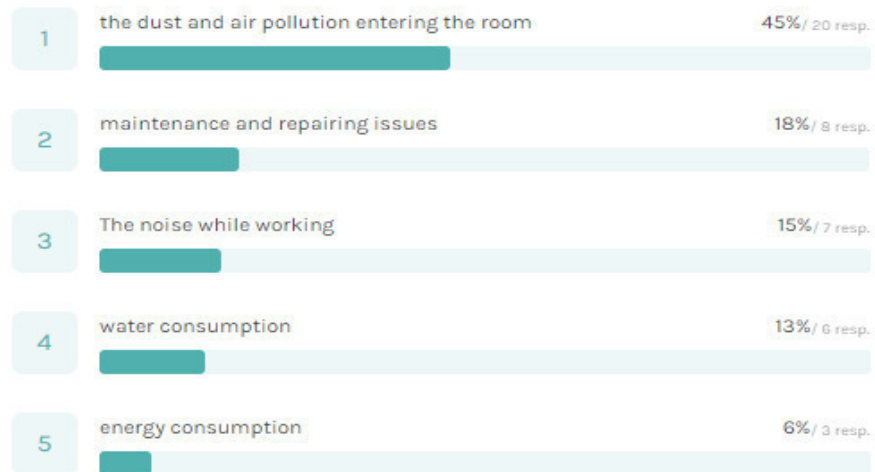 1
the dust and air pollution entering the room 45% / 20 resp.
2
maintenance and repairing issues 18% / 8 resp.
3
The noise while working 15% / 7 resp.
4
water consumption 13% / 6 resp.
5
energy consumption 6% / 3 resp.